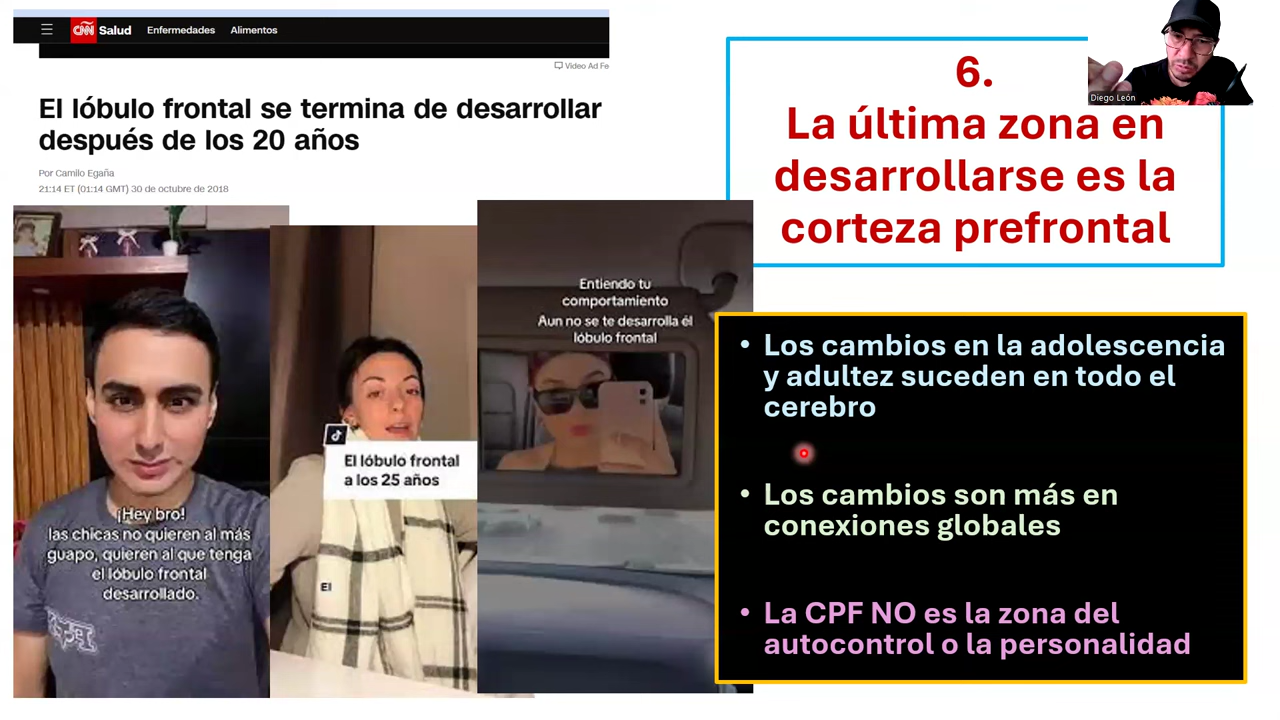 CNN Salud Enfermedades Alimentos
Video Ad Fe
El lóbulo frontal se termina de desarrollar
después de los 20 años
Por Camilo Egaña
21:14 ET (01:14 GMT) 30 de octubre de 2018
¡Hey bro!
las chicas no quieren al más
guapo, quieren al que tenga
el lóbulo frontal
desarrollado.
El lóbulo frontal
a los 25 años
El
Entiendo tu
comportamiento
Aun no se te desarrolla él
lóbulo frontal
6.
La última zona en
desarrollarse es la
corteza prefrontal
Diego León
• Los cambios en la adolescencia
y adultez suceden en todo el
cerebro
• Los cambios son más en
conexiones globales
• La CPF NO es la zona del
autocontrol o la personalidad